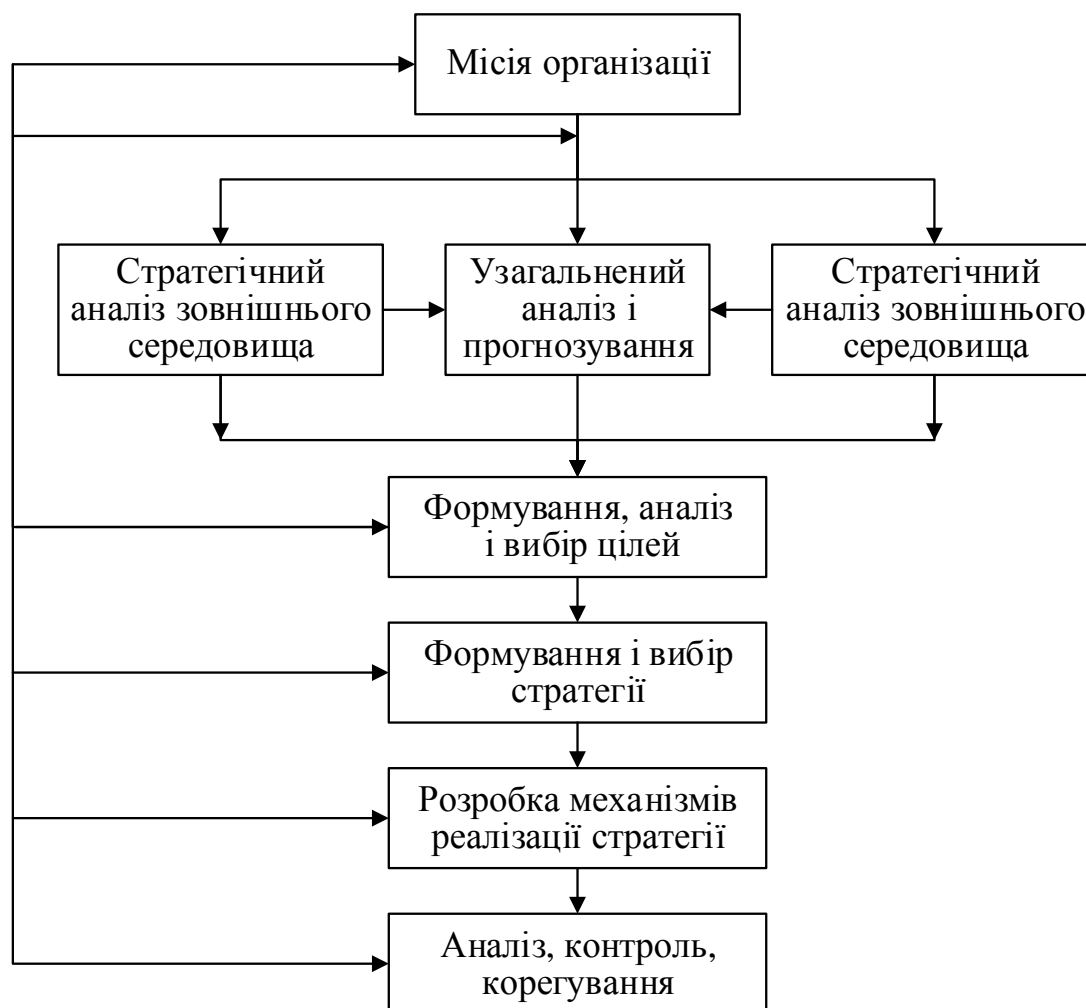 Місія організації
Стратегічний
аналіз зовнішнього
середовища
Узагальнений
аналіз і
прогнозування
Стратегічний
аналіз зовнішнього
середовища
Формування, аналіз
і вибір цілей
Формування і вибір
стратегії
Розробка механізмів
реалізації стратегії
Аналіз, контроль,
корегування